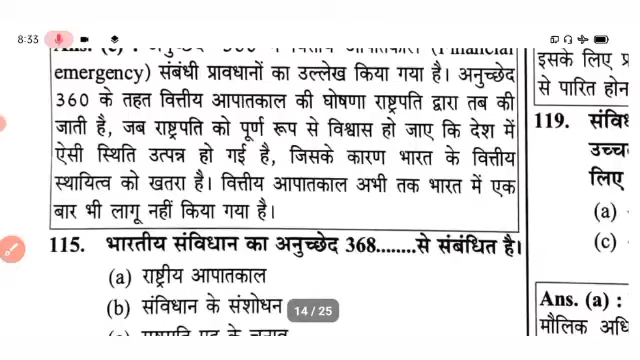 8:33
emergency) संबंधी प्रावधानों का उल्लेख किया गया है। अनुच्छेद
360 के तहत वित्तीय आपातकाल की घोषणा राष्ट्रपति द्वारा तब की
जाती है, जब राष्ट्रपति को पूर्ण रूप से विश्वास हो जाए कि देश में
ऐसी स्थिति उत्पन्न हो गई है, जिसके कारण भारत के वित्तीय
स्थायित्व को खतरा है। वित्तीय आपातकाल अभी तक भारत में एक
बार भी लागू नहीं किया गया है।
115. भारतीय संविधान का अनुच्छेद 368........से संबंधित है।
(a) राष्ट्रीय आपातकाल
(b) संविधान के संशोधन
14 / 25
इसके लिए
से पारित
119.
लिए
(a)
(c)
Ans. (a) :
मौलिक